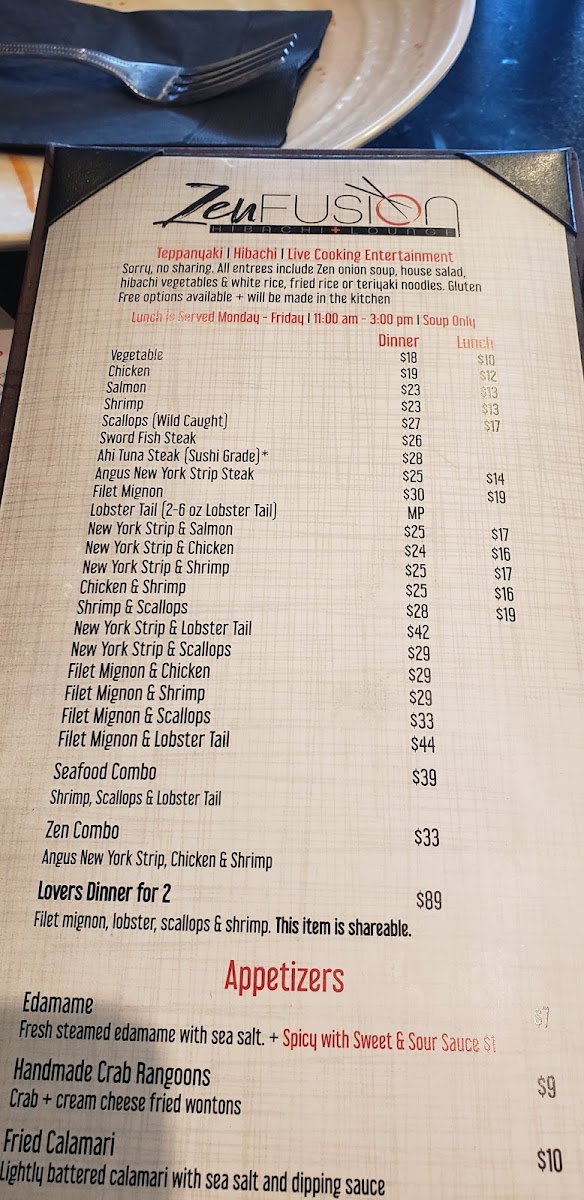 ZenFUSION
HIBACHI + LOUNGE
Teppanyaki | Hibachi | Live Cooking Entertainment
Sorry, no sharing. All entrees include Zen onion soup, house salad,
hibachi vegetables & white rice, fried rice or teriyaki noodles. Gluten
Free options available + will be made in the kitchen
Lunch is Served Monday - Friday | 11:00 am - 3:00 pm | Soup Only
Dinner Lunch
Vegetable $18 $10
Chicken $19 $12
Salmon $23 $13
Shrimp $23 $13
Scallops (Wild Caught) $27 $17
Sword Fish Steak $26
Ahi Tuna Steak (Sushi Grade)* $28
Angus New York Strip Steak $25 $14
Filet Mignon $30 $19
Lobster Tail (2-6 oz Lobster Tail) MP
New York Strip & Salmon $25 $17
New York Strip & Chicken $24 $16
New York Strip & Shrimp $25 $17
Chicken & Shrimp $25 $16
Shrimp & Scallops $28 $19
New York Strip & Lobster Tail $42
New York Strip & Scallops $29
Filet Mignon & Chicken $29
Filet Mignon & Shrimp $29
Filet Mignon & Scallops $33
Filet Mignon & Lobster Tail $44
Seafood Combo $39
Shrimp, Scallops & Lobster Tail
Zen Combo $33
Angus New York Strip, Chicken & Shrimp
Lovers Dinner for 2 $89
Filet mignon, lobster, scallops & shrimp. This item is shareable.
Appetizers
Edamame $7
Fresh steamed edamame with sea salt. + Spicy with Sweet & Sour Sauce $1
Handmade Crab Rangoons $9
Crab + cream cheese fried wontons
Fried Calamari $10
Lightly battered calamari with sea salt and dipping sauce